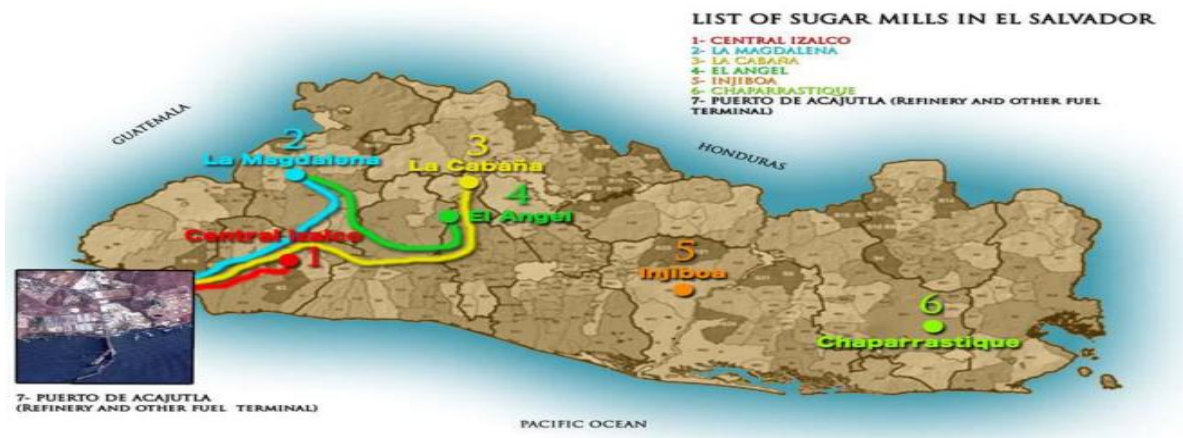 LIST OF SUGAR MILLS IN EL SALVADOR
1- CENTRAL IZALCO
2- LA MAGDALENA
3- LA CABAÑA
4- EL ANGEL
5- INJIBOA
6- CHAPARRASTIQUE
7- PUERTO DE ACAJUTLA (REFINERY AND OTHER FUEL
TERMINAL)
GUATEMALA
HONDURAS
2
La Magdalena
3
La Cabaña
4
El Angel
Central Izalco
1
5
Injiboa
6
Chaparrastique
7- PUERTO DE ACAJUTLA
(REFINERY AND OTHER FUEL TERMINAL)
PACIFIC OCEAN